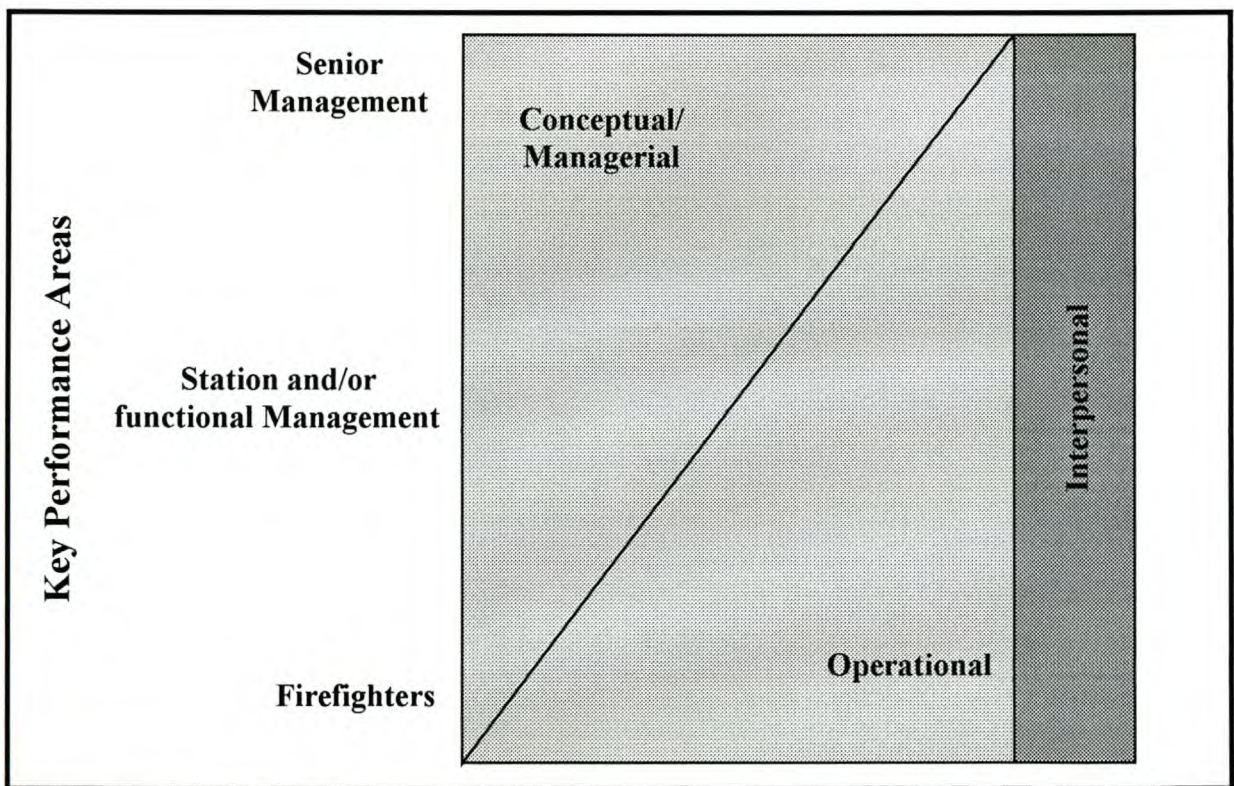 Senior
Management
Conceptual/
Managerial
Key Performance Areas
Station and/or
functional Management
Interpersonal
Operational
Firefighters